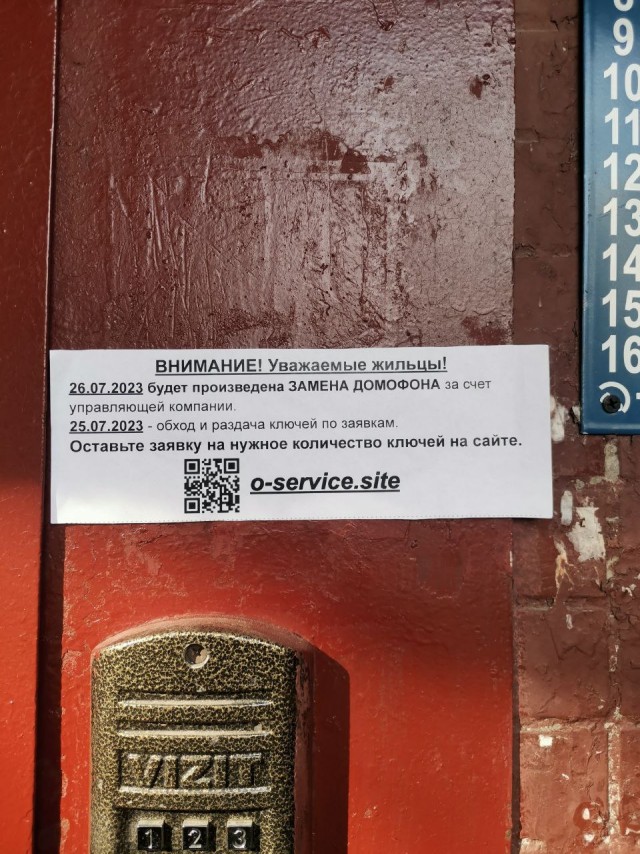 ВНИМАНИЕ! Уважаемые жильцы!
26.07.2023 будет произведена ЗАМЕНА ДОМОФОНА за счет
управляющей компании.
25.07.2023 - обход и раздача ключей по заявкам.
Оставьте заявку на нужное количество ключей на сайте.
o-service.site
9
10
11
12
13
14
15
16
VIZIT
1 2 3